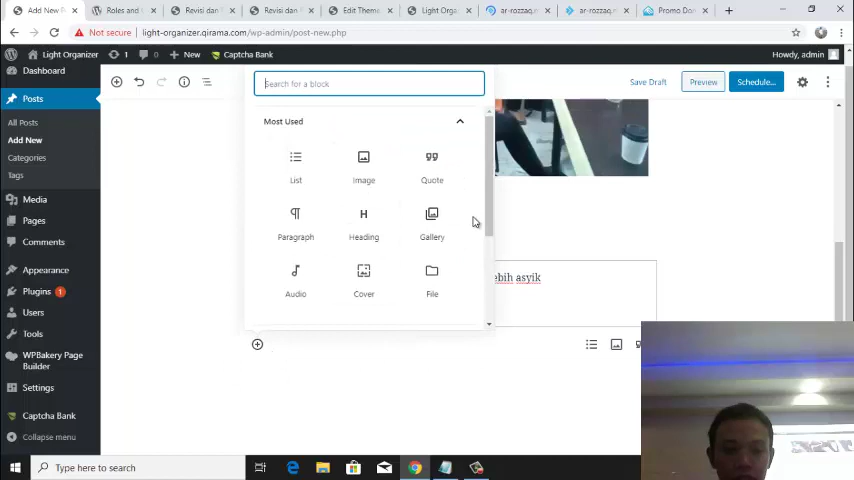 Add New P
Roles and
Revisi dan
Revisi dan
Edit Theme
Light Orga
ar-rozzaq.
ar-rozzaq.m
Promo Dom
Not secure
light-organizer.qirama.com/wp-admin/post-new.php
Light Organizer
1
0
New
Captcha Bank
Howdy, admin
Dashboard
Posts
All Posts
Add New
Categories
Tags
Media
Pages
Comments
Appearance
Plugins 1
Users
Tools
WPBakery Page
Builder
Settings
Captcha Bank
Collapse menu
Save Draft
Preview
Schedule...
Search for a block
Most Used
List
Image
Quote
Paragraph
Heading
Gallery
Audio
Cover
File
ebih asyik
Type here to search